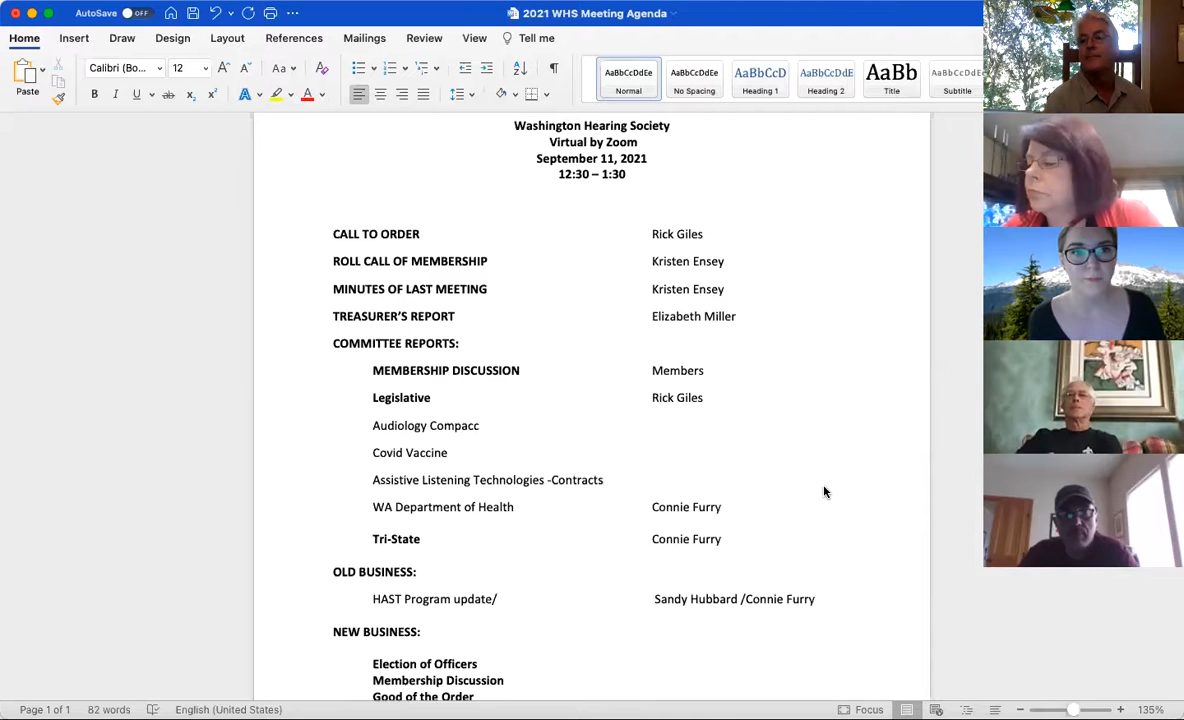 AutoSave OFF 2021 WHS Meeting Agenda
Home Insert Draw Design Layout References Mailings Review View Tell me
Paste Calibri (Bo... 12 A A Aa A AaBbCcDdEe AaBbCcDdEe AaBbCcD AaBbCcDdE AaBb AaBbCcDdEe
B I U ab x₂ x² A A Normal No Spacing Heading 1 Heading 2 Title Subtitle
Washington Hearing Society
Virtual by Zoom
September 11, 2021
12:30 – 1:30
CALL TO ORDER Rick Giles
ROLL CALL OF MEMBERSHIP Kristen Ensey
MINUTES OF LAST MEETING Kristen Ensey
TREASURER’S REPORT Elizabeth Miller
COMMITTEE REPORTS:
MEMBERSHIP DISCUSSION Members
Legislative Rick Giles
Audiology Compacc
Covid Vaccine
Assistive Listening Technologies -Contracts
WA Department of Health Connie Furry
Tri-State Connie Furry
OLD BUSINESS:
HAST Program update/ Sandy Hubbard /Connie Furry
NEW BUSINESS:
Election of Officers
Membership Discussion
Good of the Order
Page 1 of 1 82 words English (United States) Focus 135%